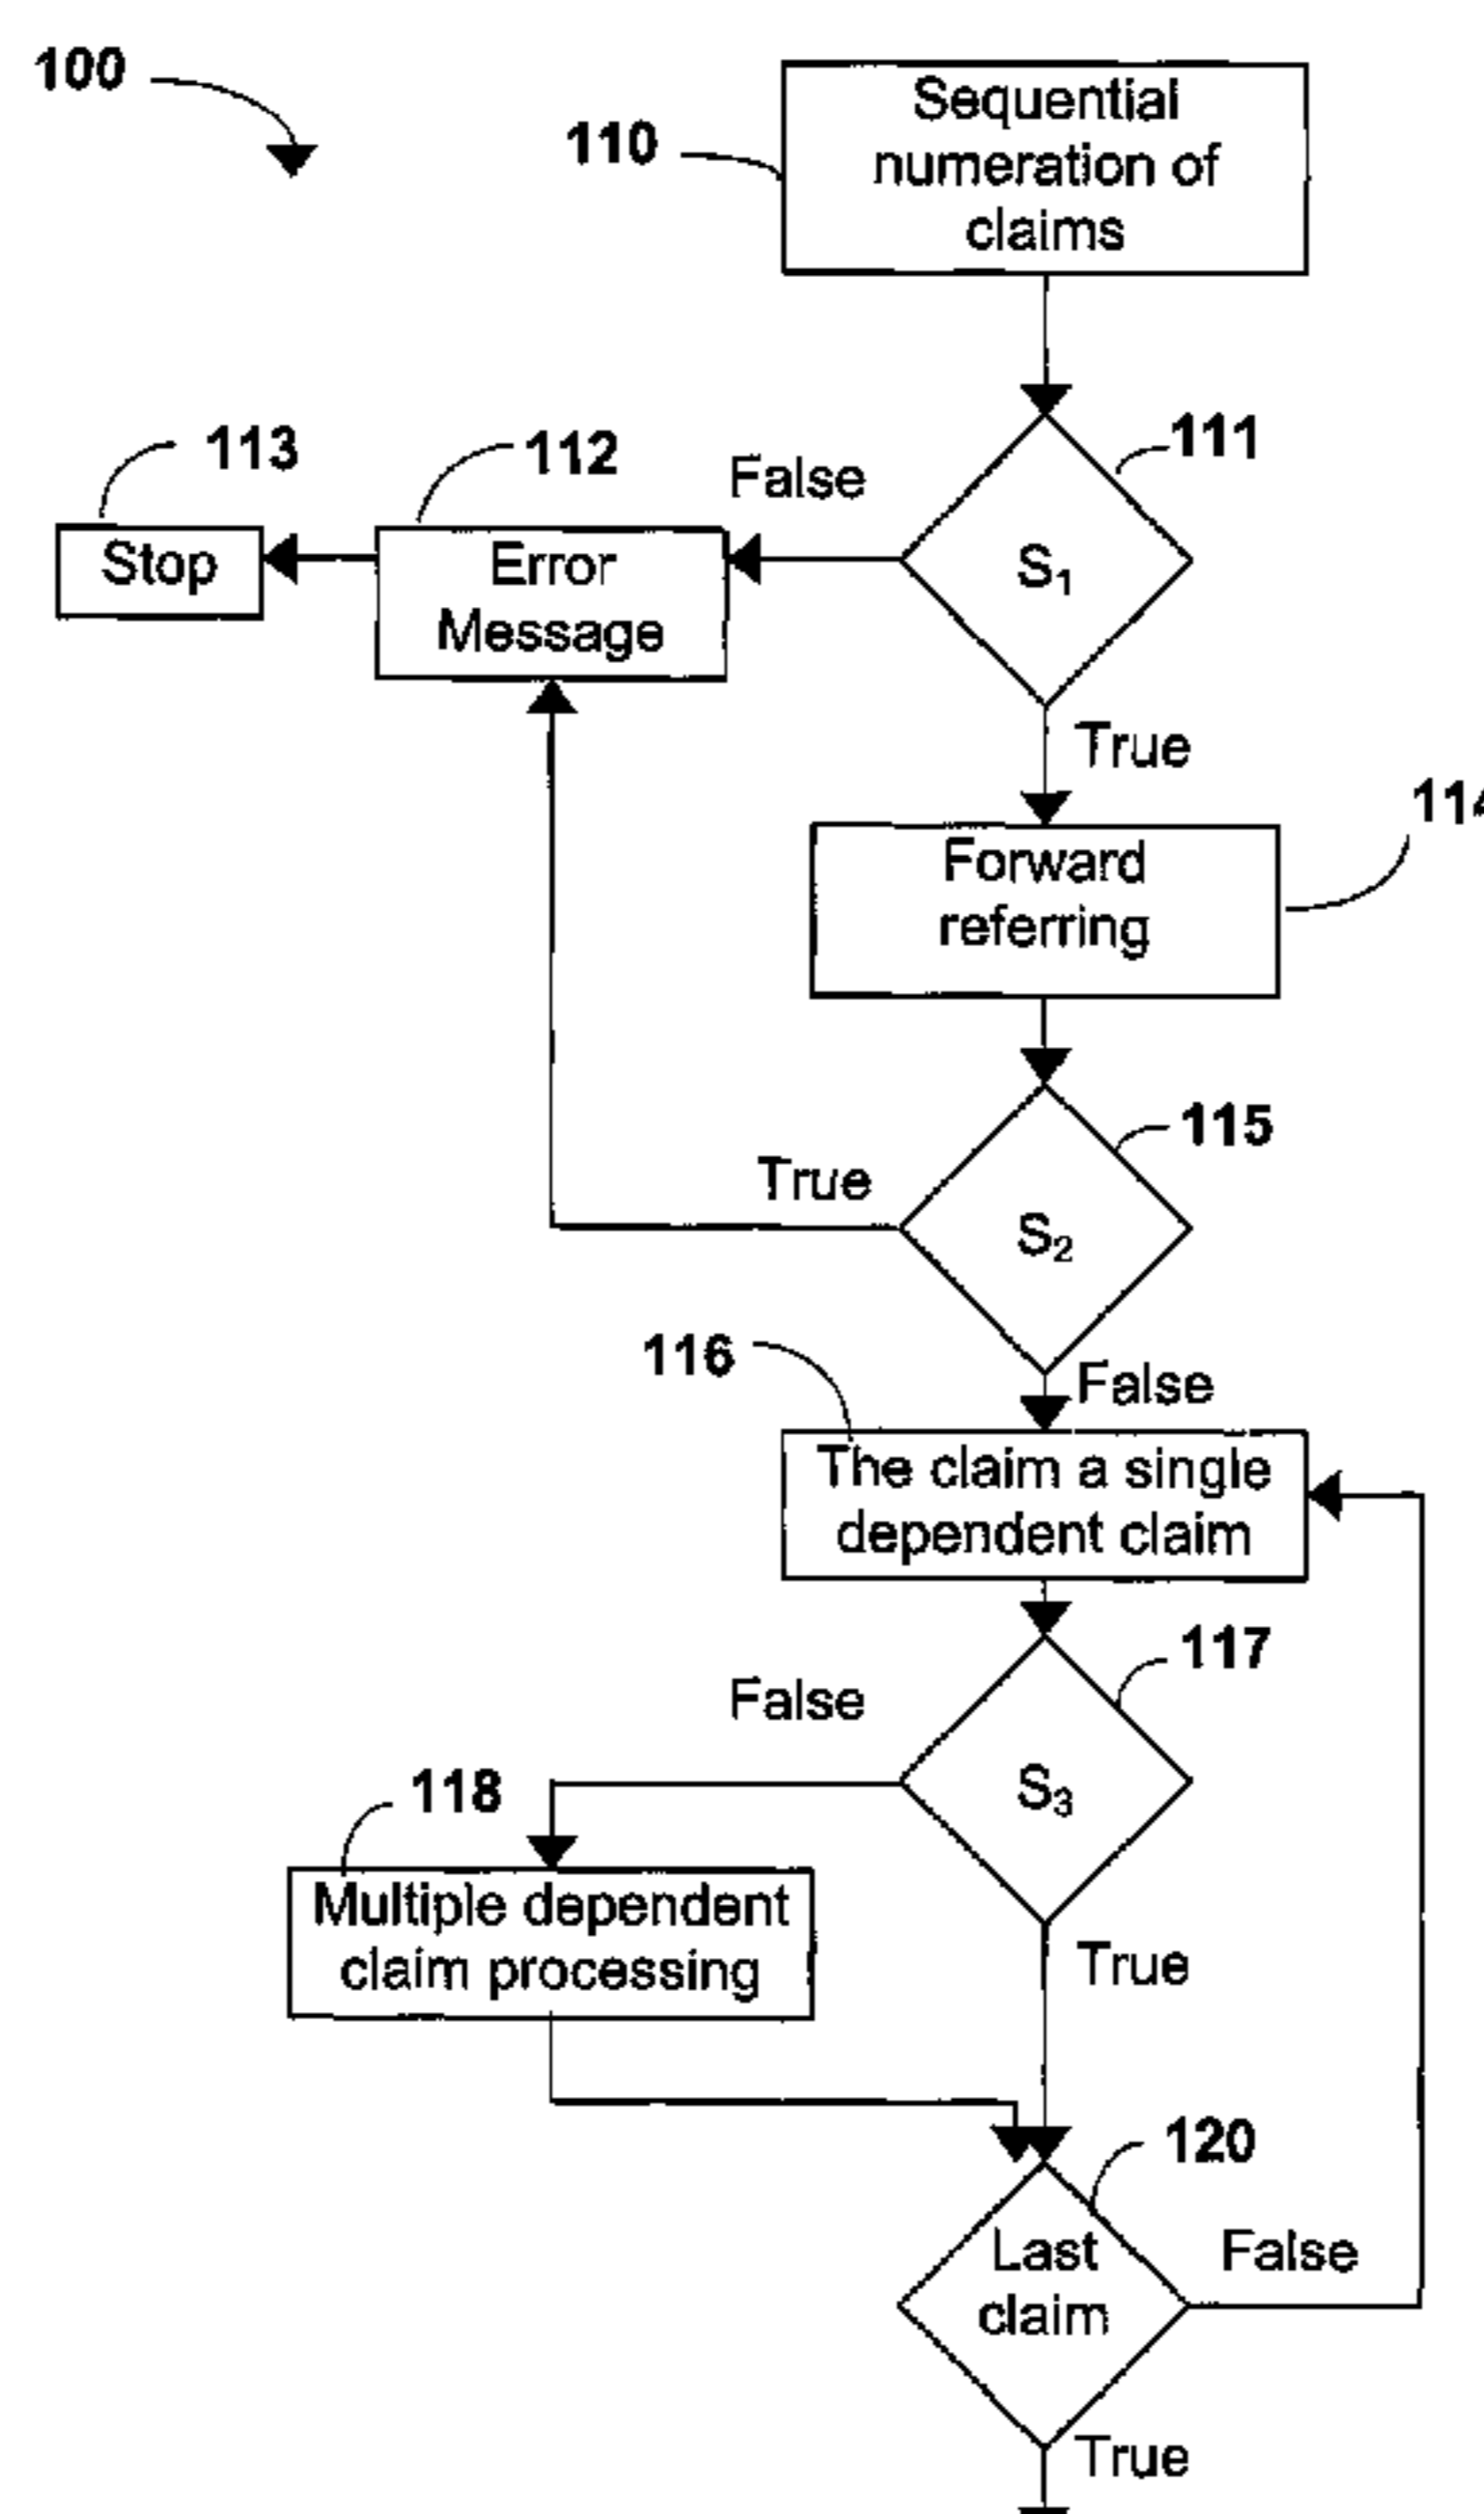 100
110
Sequential
numeration of
claims
111
113
112
False
Stop
Error
Message
S₁
True
Forward
referring
115
True
S₂
116
False
The claim a single
dependent claim
117
False
S₃
118
Multiple dependent
claim processing
True
120
Last
claim
False
True